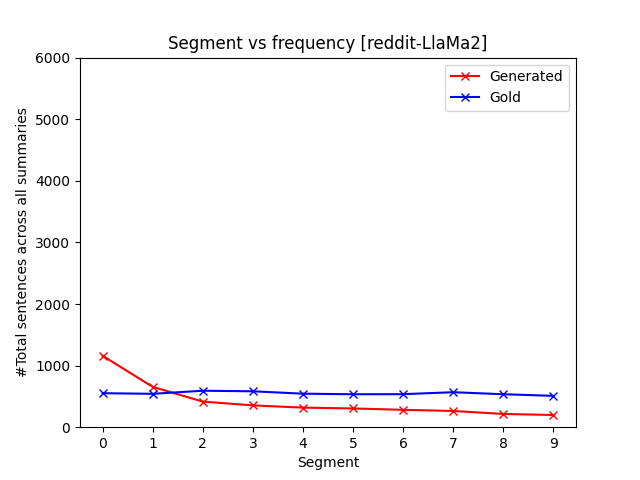 Segment vs frequency [reddit-LlaMa2]
Generated
Gold
#Total sentences across all summaries
6000
5000
4000
3000
2000
1000
0
0 1 2 3 4 5 6 7 8 9
Segment